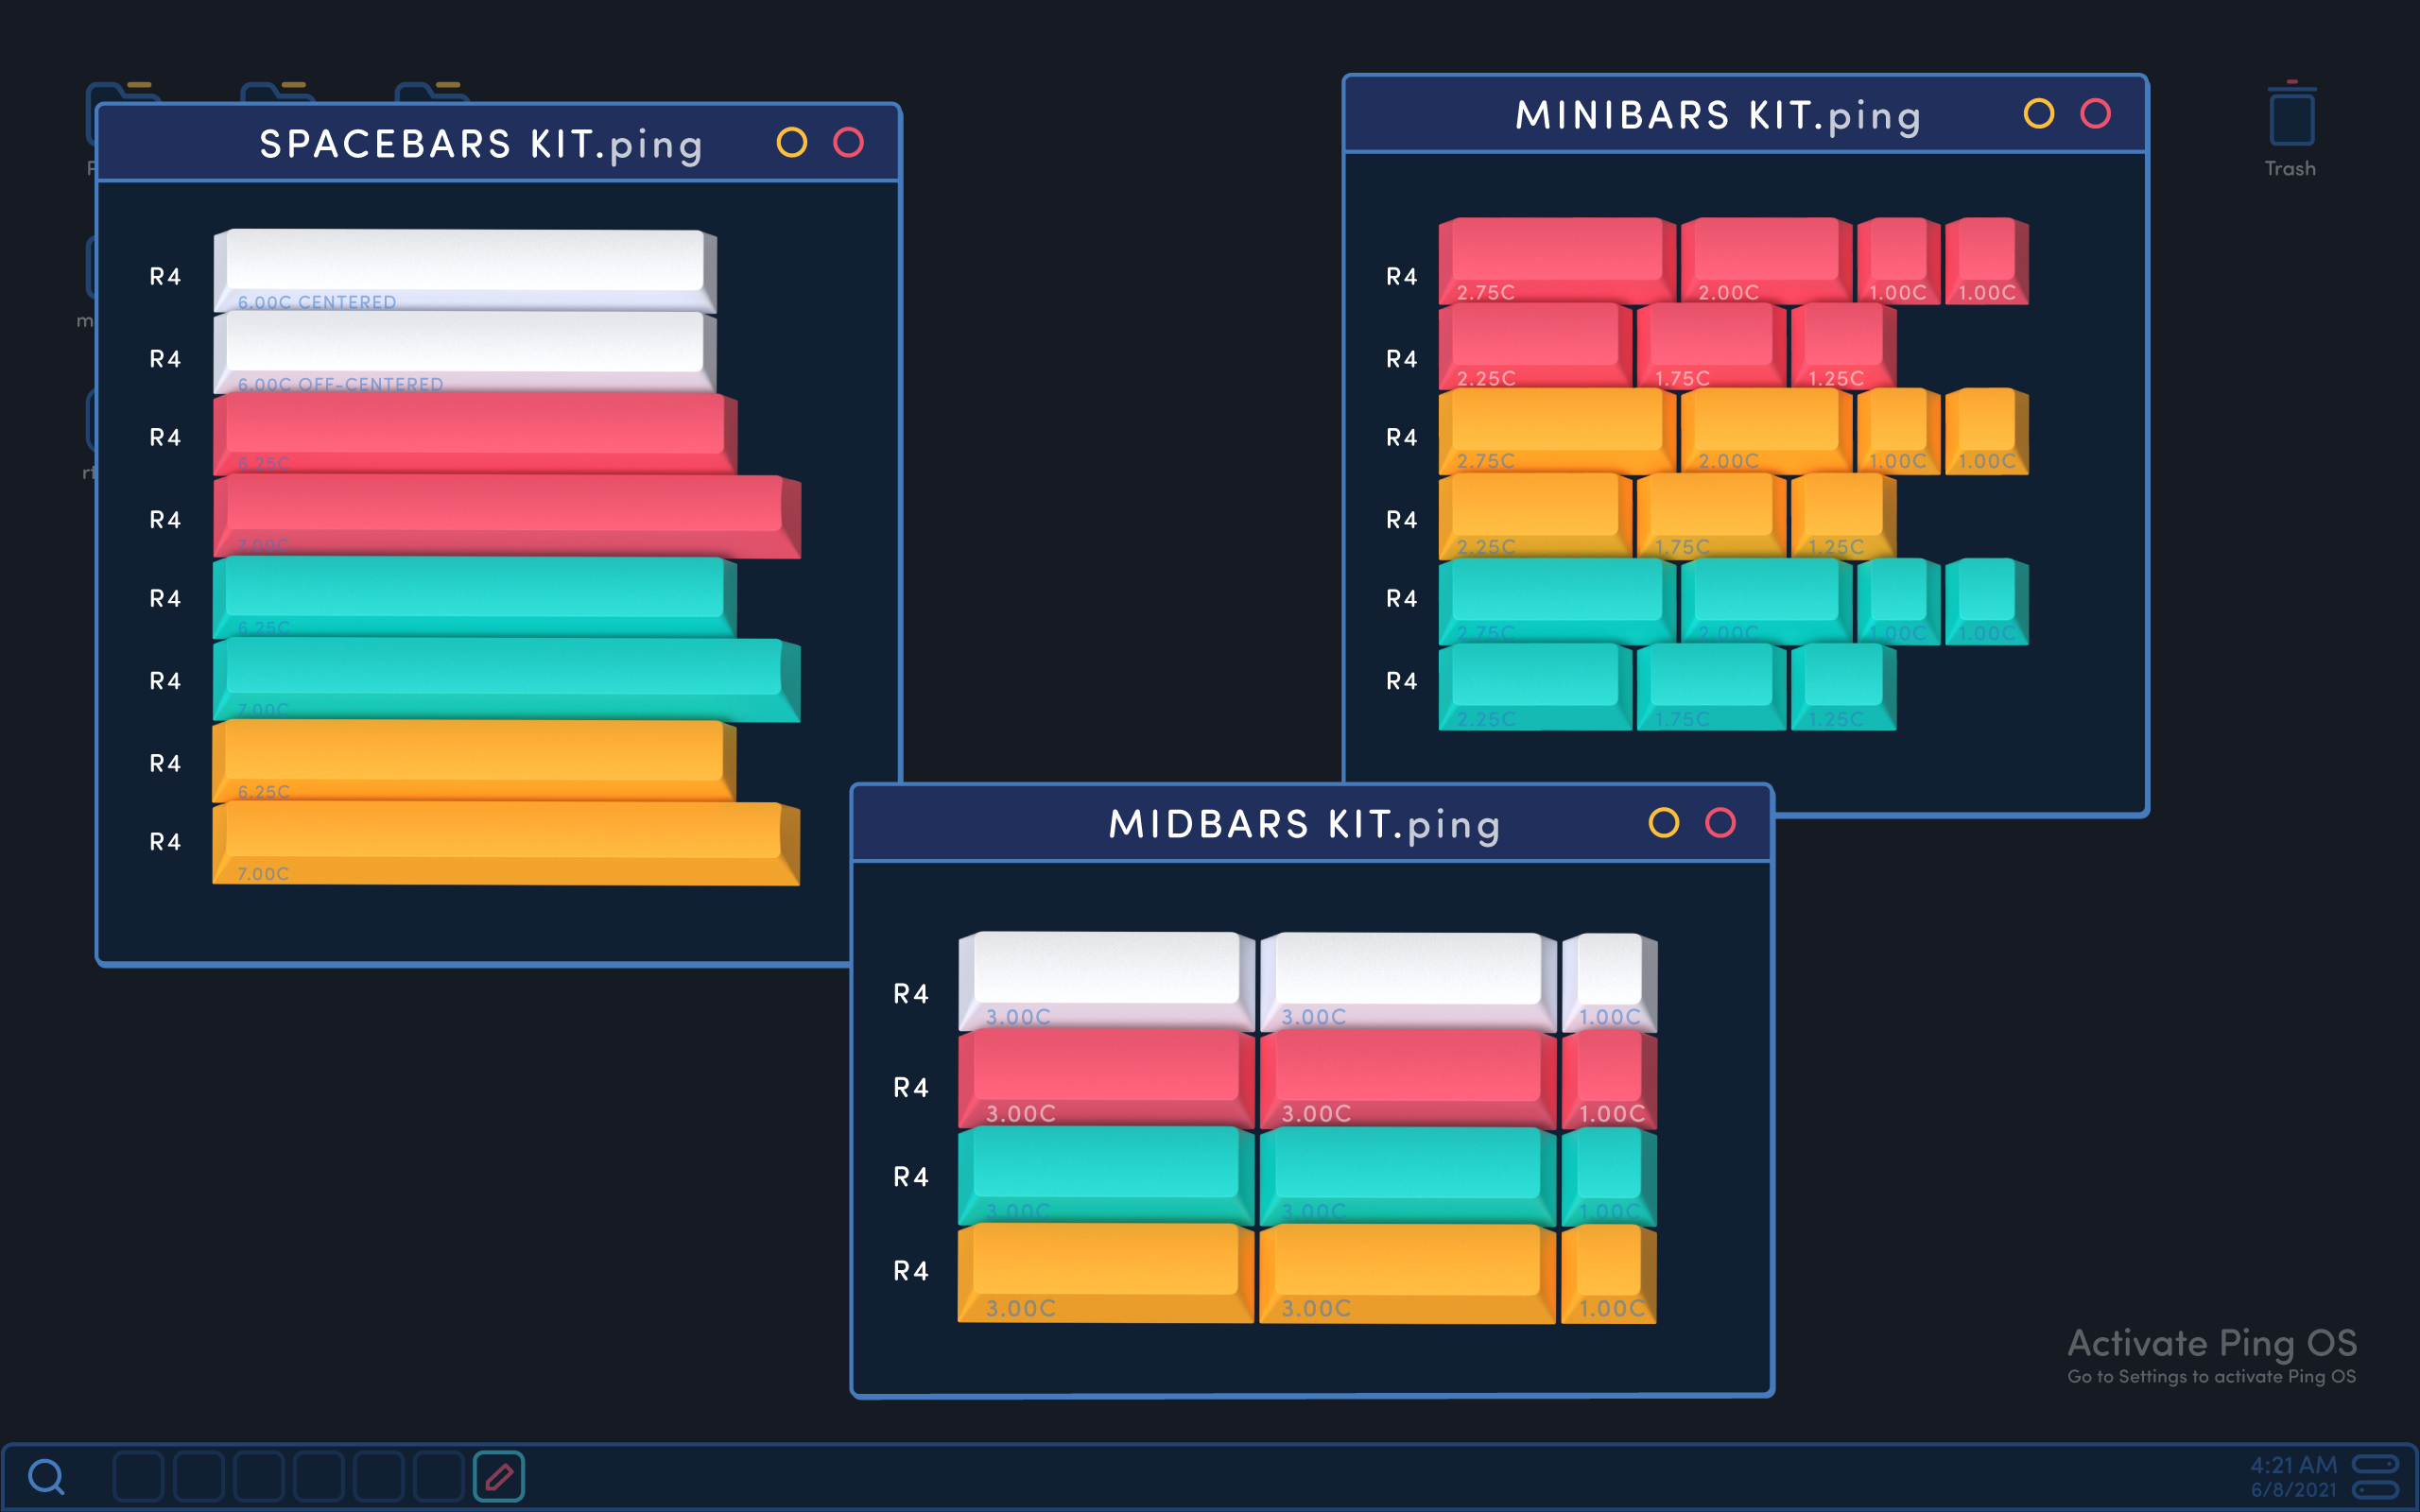 SPACEBARS KIT.ping
R4
6.00C CENTERED
R4
6.00C OFF-CENTERED
R4
6.25C
R4
7.00C
R4
6.25C
R4
7.00C
R4
6.25C
R4
7.00C
MINIBARS KIT.ping
R4
2.75C 2.00C 1.00C 1.00C
R4
2.25C 1.75C 1.25C
R4
2.75C 2.00C 1.00C 1.00C
R4
2.25C 1.75C 1.25C
R4
2.75C 2.00C 1.00C 1.00C
R4
2.25C 1.75C 1.25C
Trash
MIDBARS KIT.ping
R4
3.00C 3.00C 1.00C
R4
3.00C 3.00C 1.00C
R4
3.00C 3.00C 1.00C
R4
3.00C 3.00C 1.00C
Activate Ping OS
Go to Settings to activate Ping OS
4:21 AM
6/8/2021